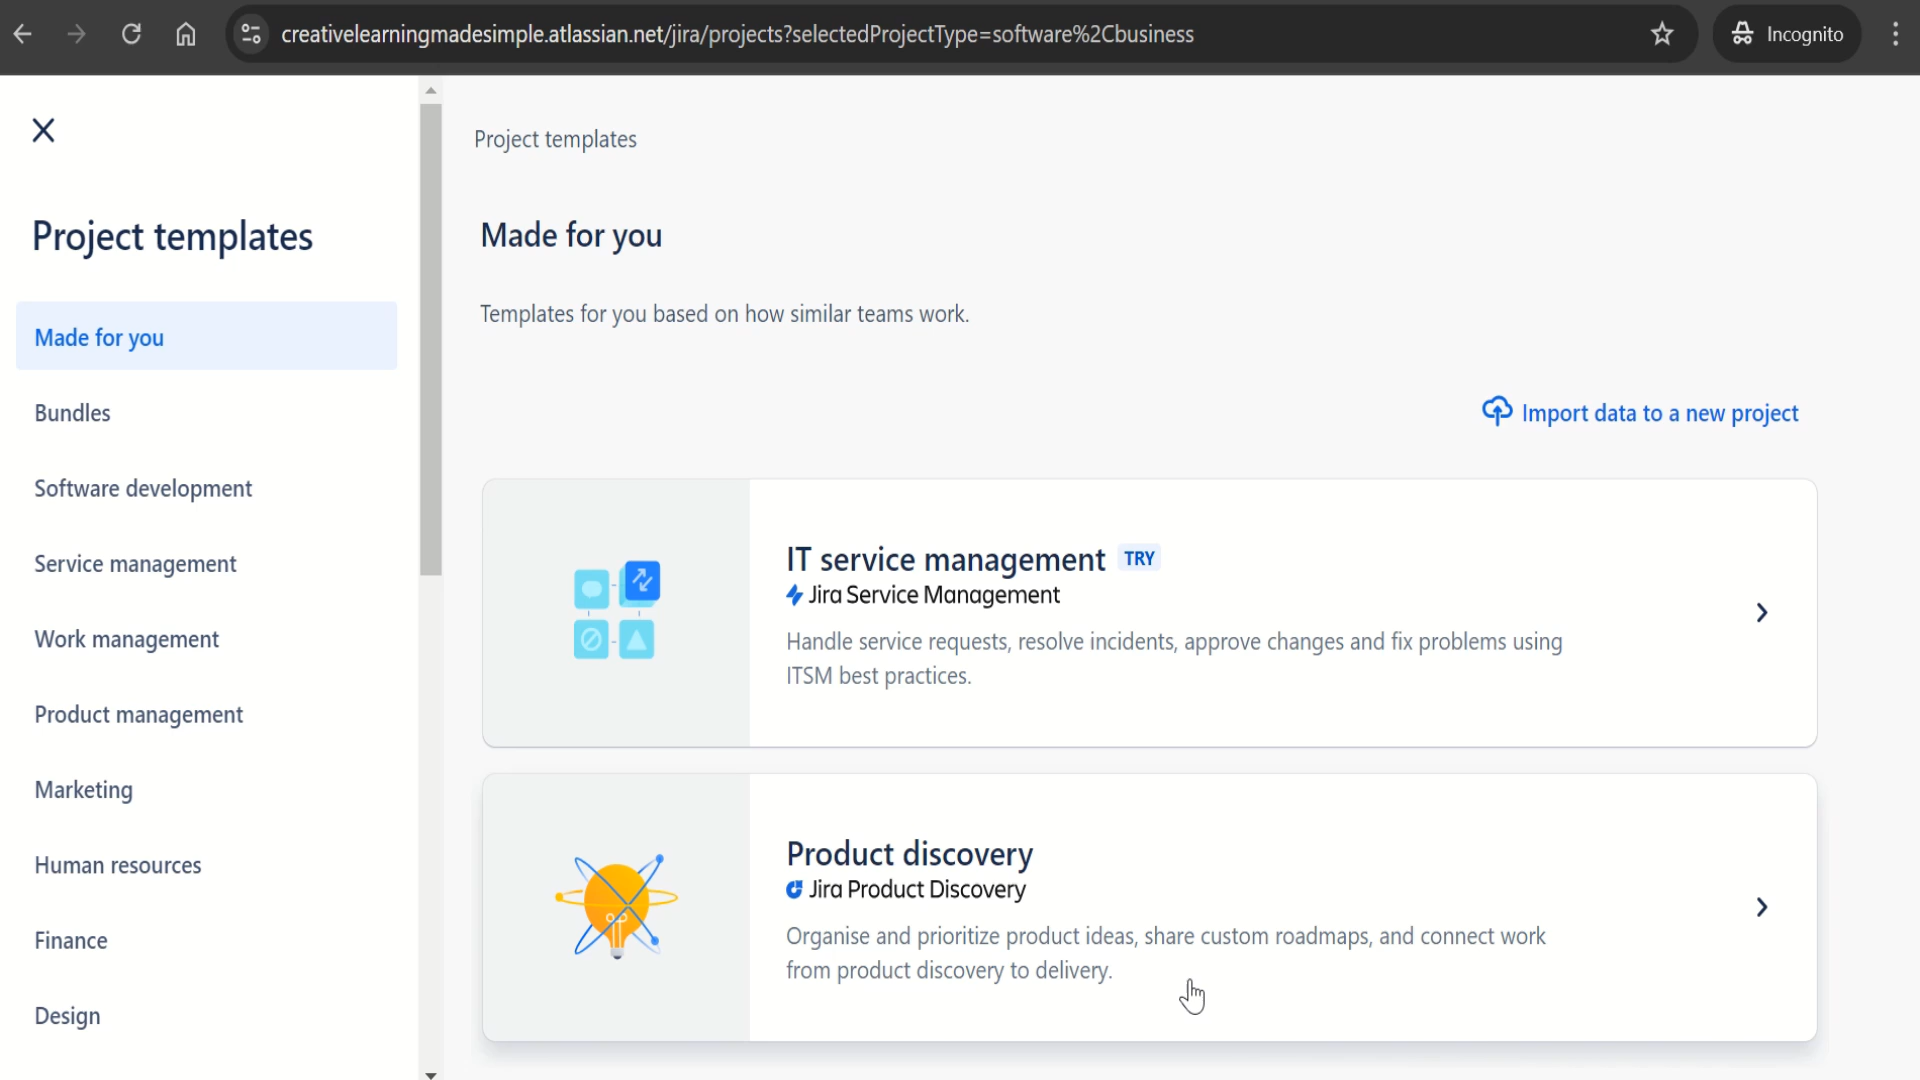 creativelearningmadesimple.atlassian.net/jira/projects?selectedProjectType=software%2Cbusiness
Incognito
Project templates
Made for you
Bundles
Software development
Service management
Work management
Product management
Marketing
Human resources
Finance
Design
Project templates
Made for you
Templates for you based on how similar teams work.
Import data to a new project
IT service management TRY
Jira Service Management
Handle service requests, resolve incidents, approve changes and fix problems using
ITSM best practices.
Product discovery
Jira Product Discovery
Organise and prioritize product ideas, share custom roadmaps, and connect work
from product discovery to delivery.